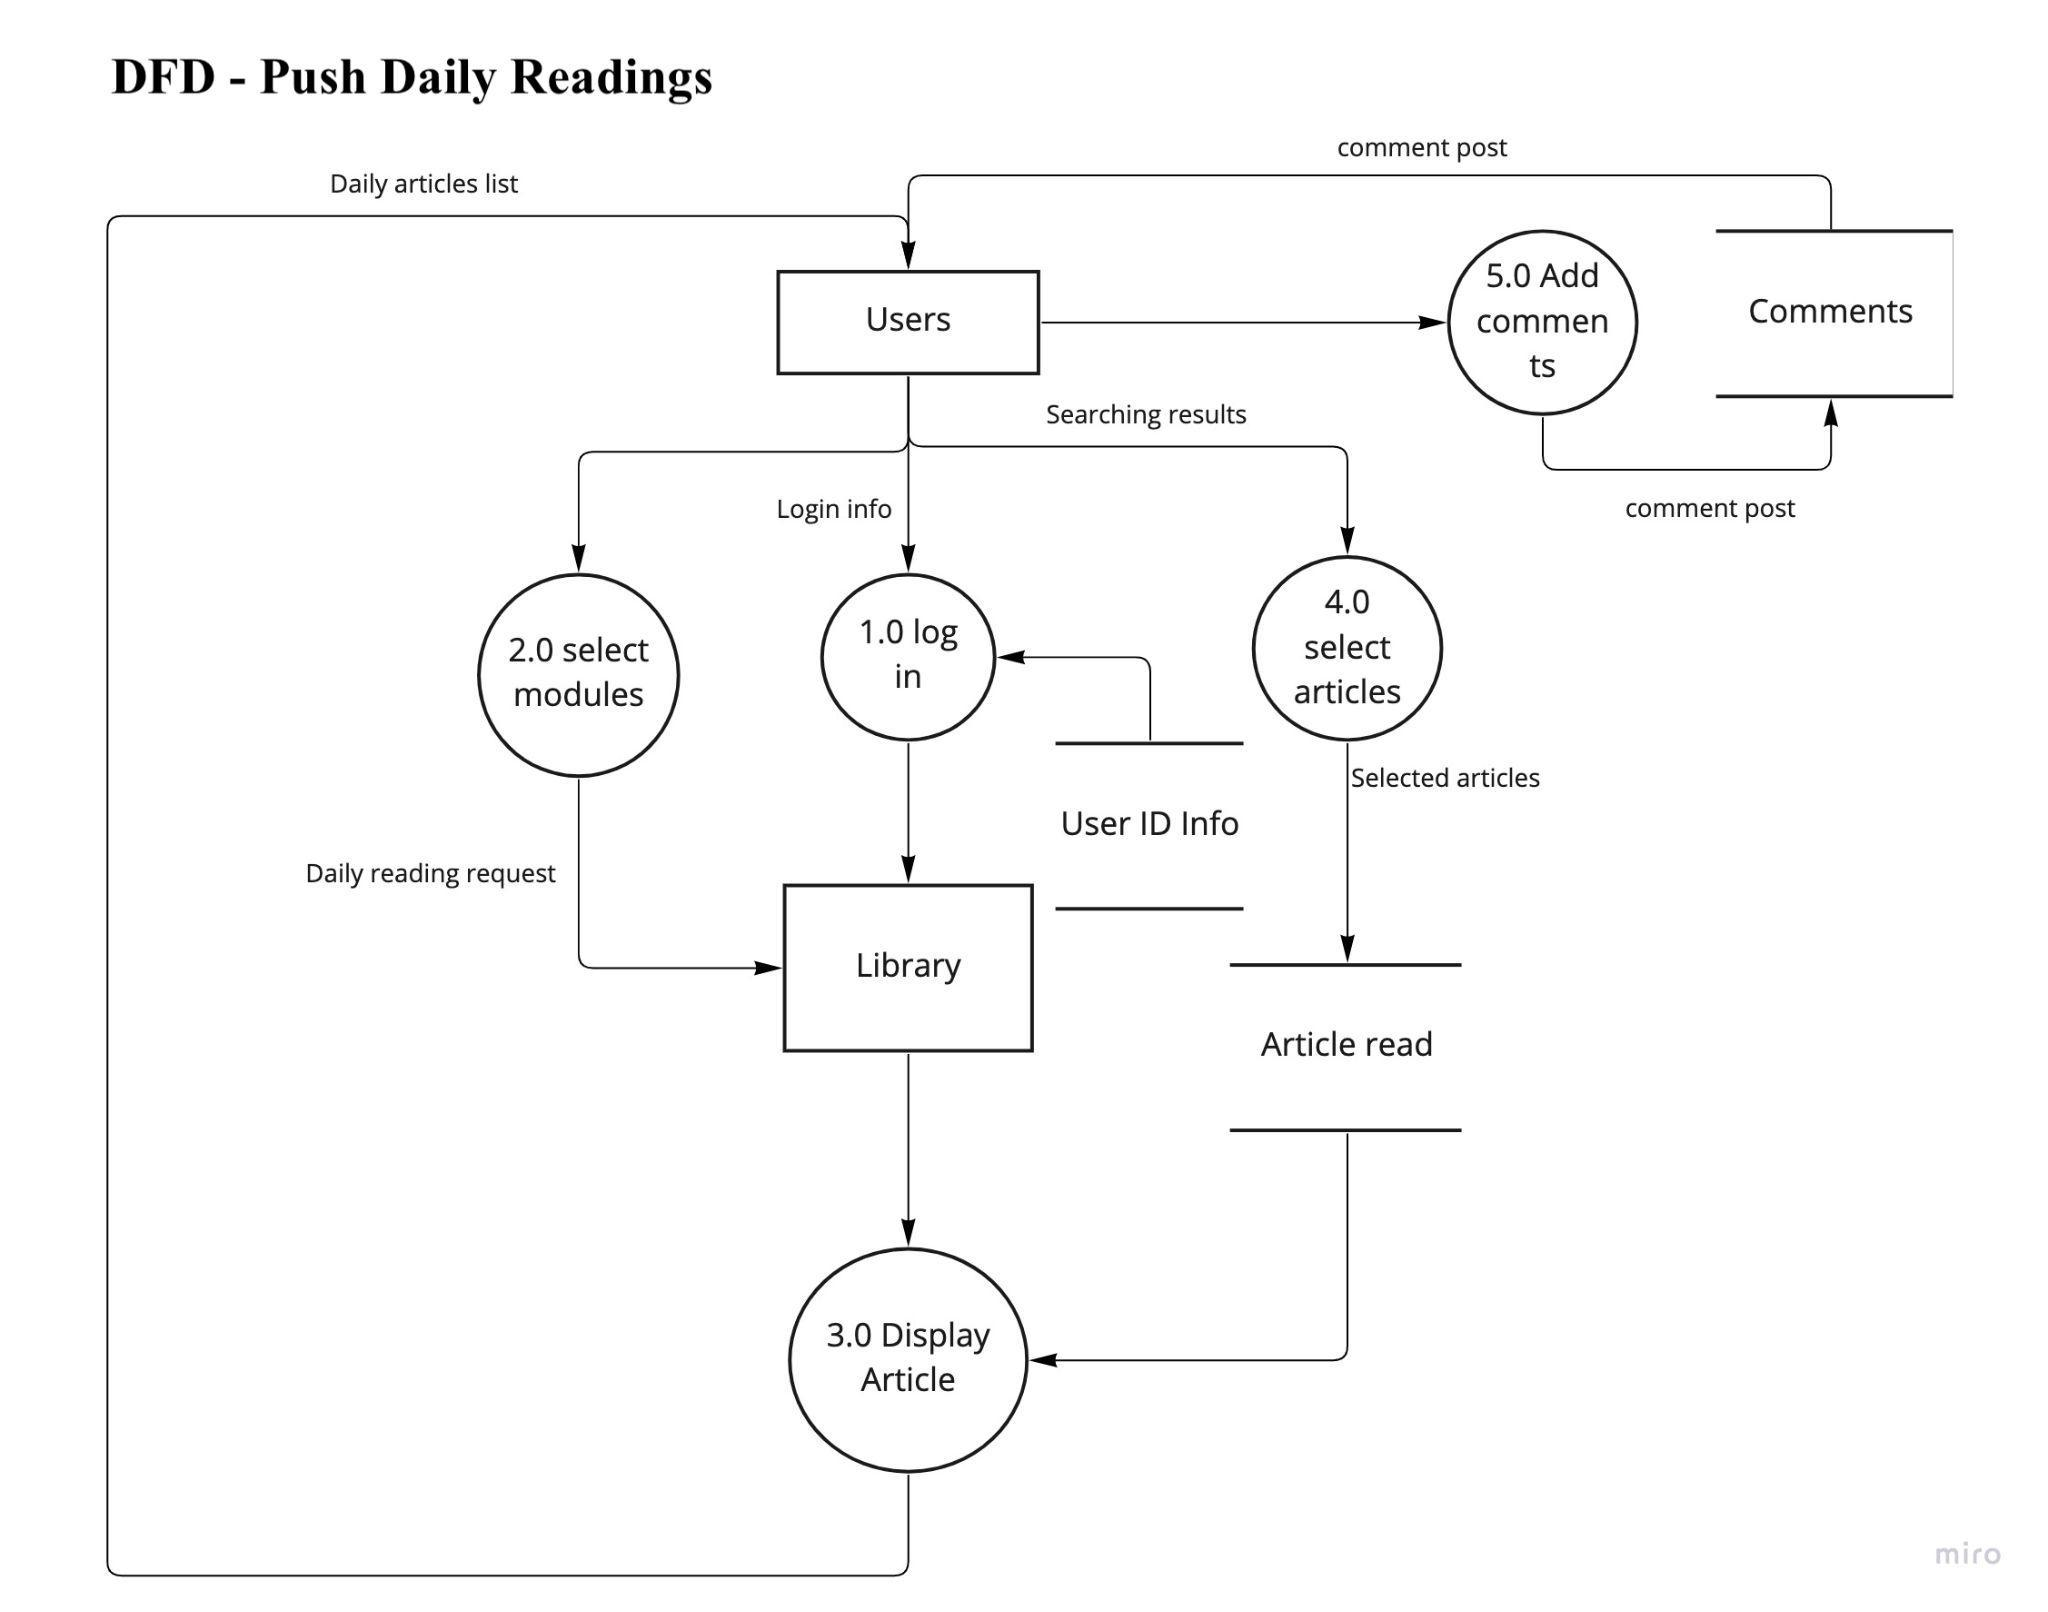 DFD - Push Daily Readings
comment post
Daily articles list
Users
5.0 Add
commen
ts
Comments
Searching results
Login info
comment post
2.0 select
modules
1.0 log
in
4.0
select
articles
Selected articles
User ID Info
Daily reading request
Library
Article read
3.0 Display
Article
miro